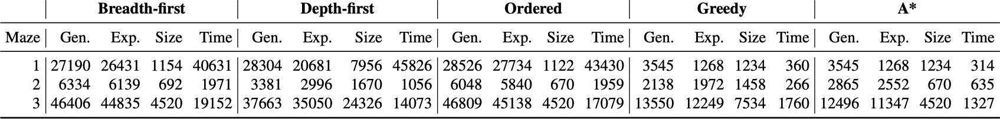 Breadth-first Depth-first Ordered Greedy A*
Maze Gen. Exp. Size Time Gen. Exp. Size Time Gen. Exp. Size Time Gen. Exp. Size Time Gen. Exp. Size Time
1 27190 26431 1154 40631 28304 20681 7956 45826 28526 27734 1122 43430 3545 1268 1234 360 3545 1268 1234 314
2 6334 6139 692 1971 3381 2996 1670 1056 6048 5840 670 1959 2138 1972 1458 266 2865 2552 670 635
3 46406 44835 4520 19152 37663 35050 24326 14073 46809 45138 4520 17079 13550 12249 7534 1760 12496 11347 4520 1327